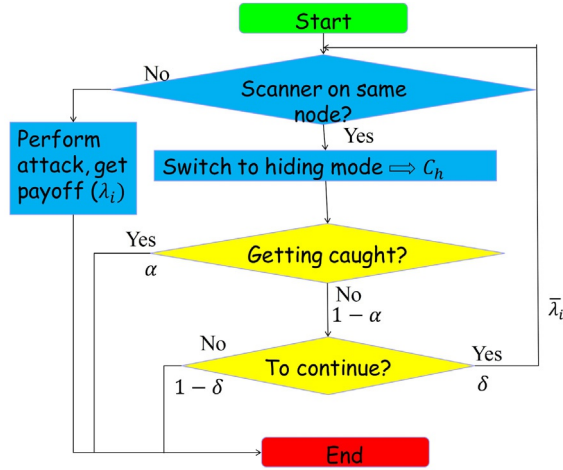 Start
No
Scanner on same
node?
Yes
Perform
attack, get
payoff (λᵢ)
Switch to hiding mode ⟹ Cₕ
Yes
α
Getting caught?
No
1 − α
λ̄ᵢ
No
1 − δ
To continue?
Yes
δ
End